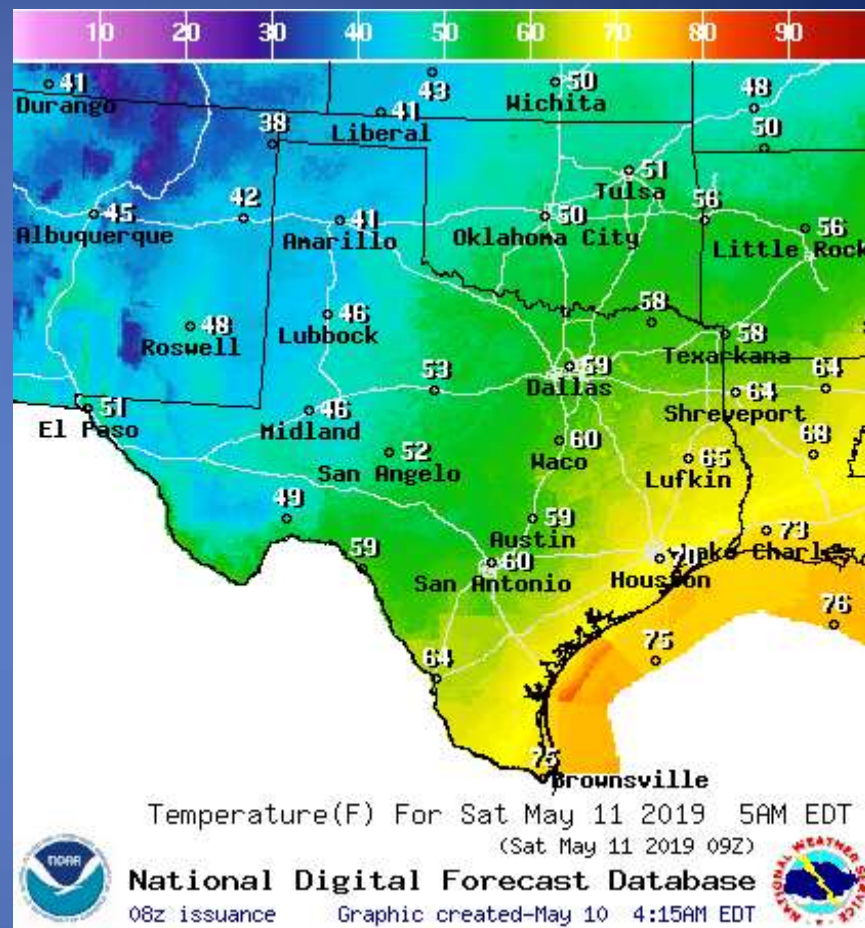 10 20 30 40 50 60 70 80 90
41 43 50 48
Durango Wichita
41
Liberal
38 50
51
Tulsa
45 42 41 50 56 56
Albuquerque Amarillo Oklahoma City Little Rock
48 46 58 58
Roswell Lubbock Texarkana
53 59 64
Dallas
51 46 64
El Paso Midland Shreveport
52 60 65 68
San Angelo Waco Lufkin
49 59 73
Austin
59 60 70 Lake Charles
San Antonio Houston
76
64 75
75
Brownsville
Temperature(F) For Sat May 11 2019 5AM EDT
(Sat May 11 2019 09Z)
National Digital Forecast Database
08z issuance Graphic created-May 10 4:15AM EDT
NOAA
NATIONAL WEATHER SERVICE